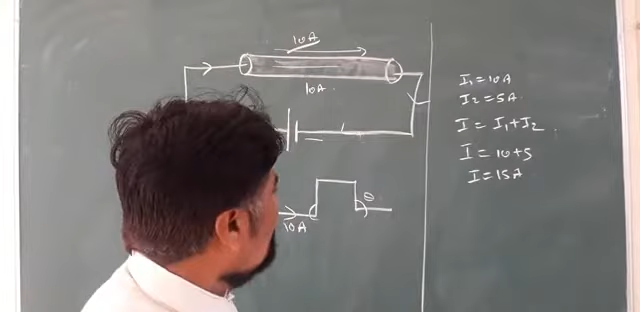 10A
10A.
θ
10A
I₁ = 10A
I₂ = 5A.
I = I₁ + I₂.
I = 10 + 5
I = 15A